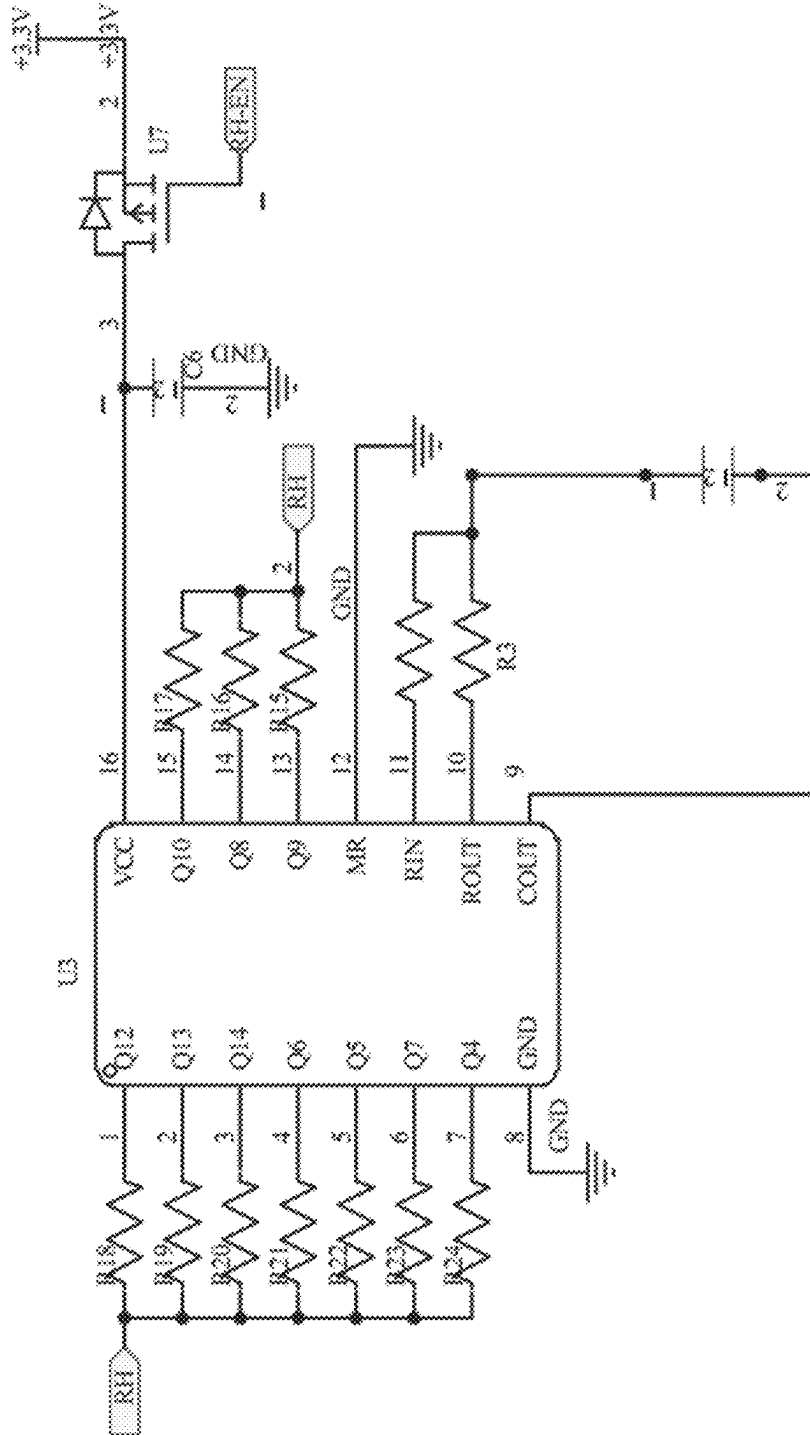 +3.3V
+3.3V
2
U7
RH-EN
1
3
1
C6
GND
2
2
RH
2
GND
16
R17
15
R16
14
R15
13
12
11
10
R3
9
1
2
2
U3
VCC
Q10
Q8
Q9
MR
RIN
ROUT
COUT
Q12
Q13
Q14
Q6
Q5
Q7
Q4
GND
1
2
3
4
5
6
7
8
GND
R18
R19
R20
R21
R22
R23
R24
RH